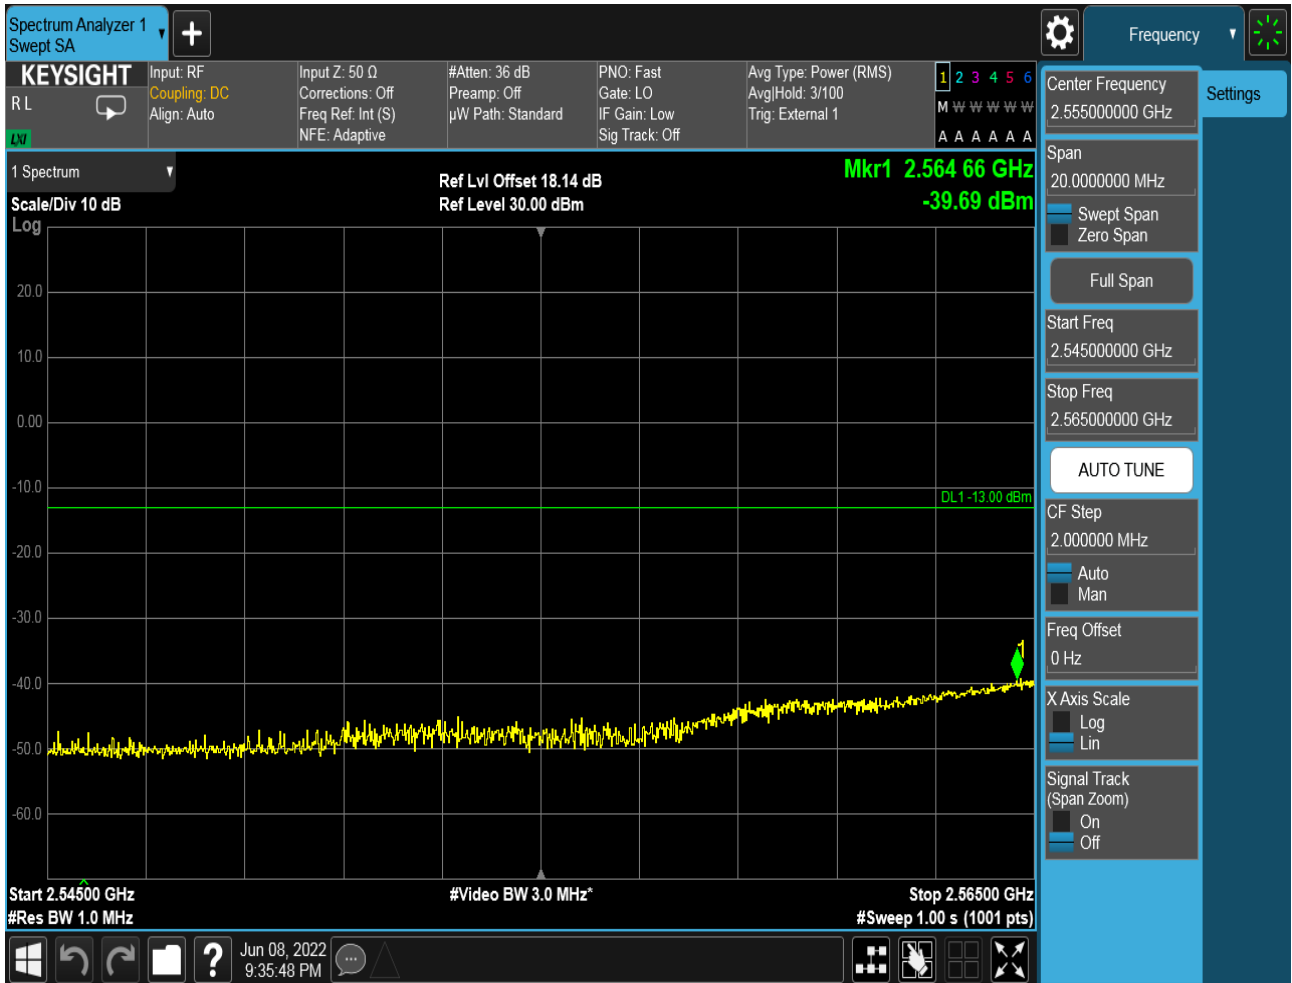 Spectrum Analyzer 1
Swept SA
Frequency
KEYSIGHT
R L
LXI
Input: RF
Coupling: DC
Align: Auto
Input Z: 50 Ω
Corrections: Off
Freq Ref: Int (S)
NFE: Adaptive
#Atten: 36 dB
Preamp: Off
µW Path: Standard
PNO: Fast
Gate: LO
IF Gain: Low
Sig Track: Off
Avg Type: Power (RMS)
Avg|Hold: 3/100
Trig: External 1
1 2 3 4 5 6
M W W W W W
A A A A A A
1 Spectrum
Scale/Div 10 dB
Log
Ref Lvl Offset 18.14 dB
Ref Level 30.00 dBm
Mkr1 2.564 66 GHz
-39.69 dBm
20.0
10.0
0.00
-10.0
-20.0
-30.0
-40.0
-50.0
-60.0
DL1 -13.00 dBm
1
Start 2.54500 GHz
#Res BW 1.0 MHz
#Video BW 3.0 MHz*
Stop 2.56500 GHz
#Sweep 1.00 s (1001 pts)
Jun 08, 2022
9:35:48 PM
Center Frequency
2.555000000 GHz
Settings
Span
20.0000000 MHz
Swept Span
Zero Span
Full Span
Start Freq
2.545000000 GHz
Stop Freq
2.565000000 GHz
AUTO TUNE
CF Step
2.000000 MHz
Auto
Man
Freq Offset
0 Hz
X Axis Scale
Log
Lin
Signal Track
(Span Zoom)
On
Off